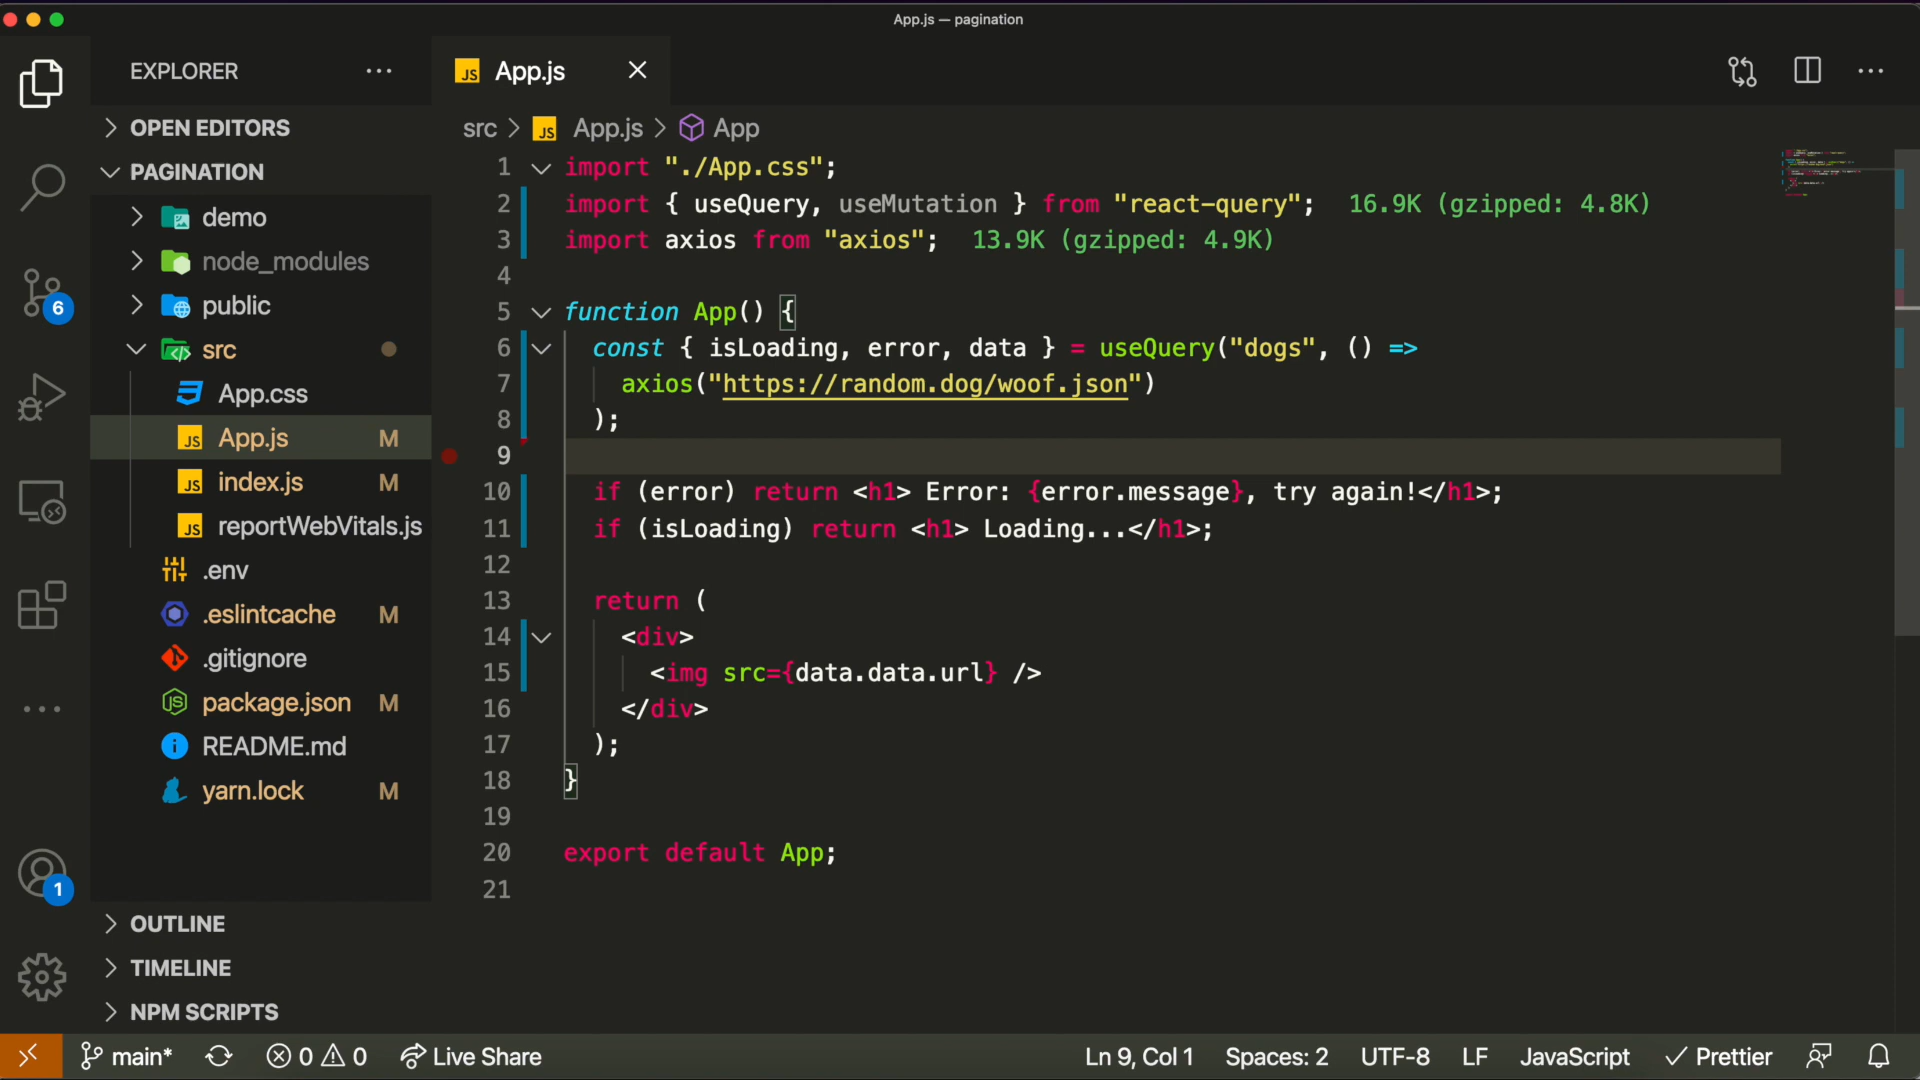 App.js — pagination
EXPLORER
JS App.js
OPEN EDITORS
src > JS App.js > App
PAGINATION
demo
node_modules
6
public
src
App.css
JS App.js M
JS index.js M
JS reportWebVitals.js
.env
.eslintcache M
.gitignore
package.json M
README.md
yarn.lock M
1
OUTLINE
TIMELINE
NPM SCRIPTS
1 import "./App.css";
2 import { useQuery, useMutation } from "react-query"; 16.9K (gzipped: 4.8K)
3 import axios from "axios"; 13.9K (gzipped: 4.9K)
4
5 function App() {
6 const { isLoading, error, data } = useQuery("dogs", () =>
7 axios("https://random.dog/woof.json")
8 );
9
10 if (error) return <h1> Error: {error.message}, try again!</h1>;
11 if (isLoading) return <h1> Loading...</h1>;
12
13 return (
14 <div>
15 <img src={data.data.url} />
16 </div>
17 );
18 }
19
20 export default App;
21
main* 0 0 Live Share Ln 9, Col 1 Spaces: 2 UTF-8 LF JavaScript Prettier